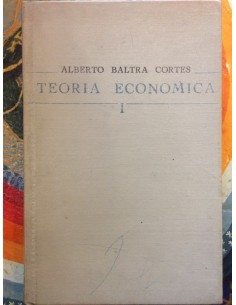 ALBERTO BALTRA CORTES
TEORIA ECONOMICA
I